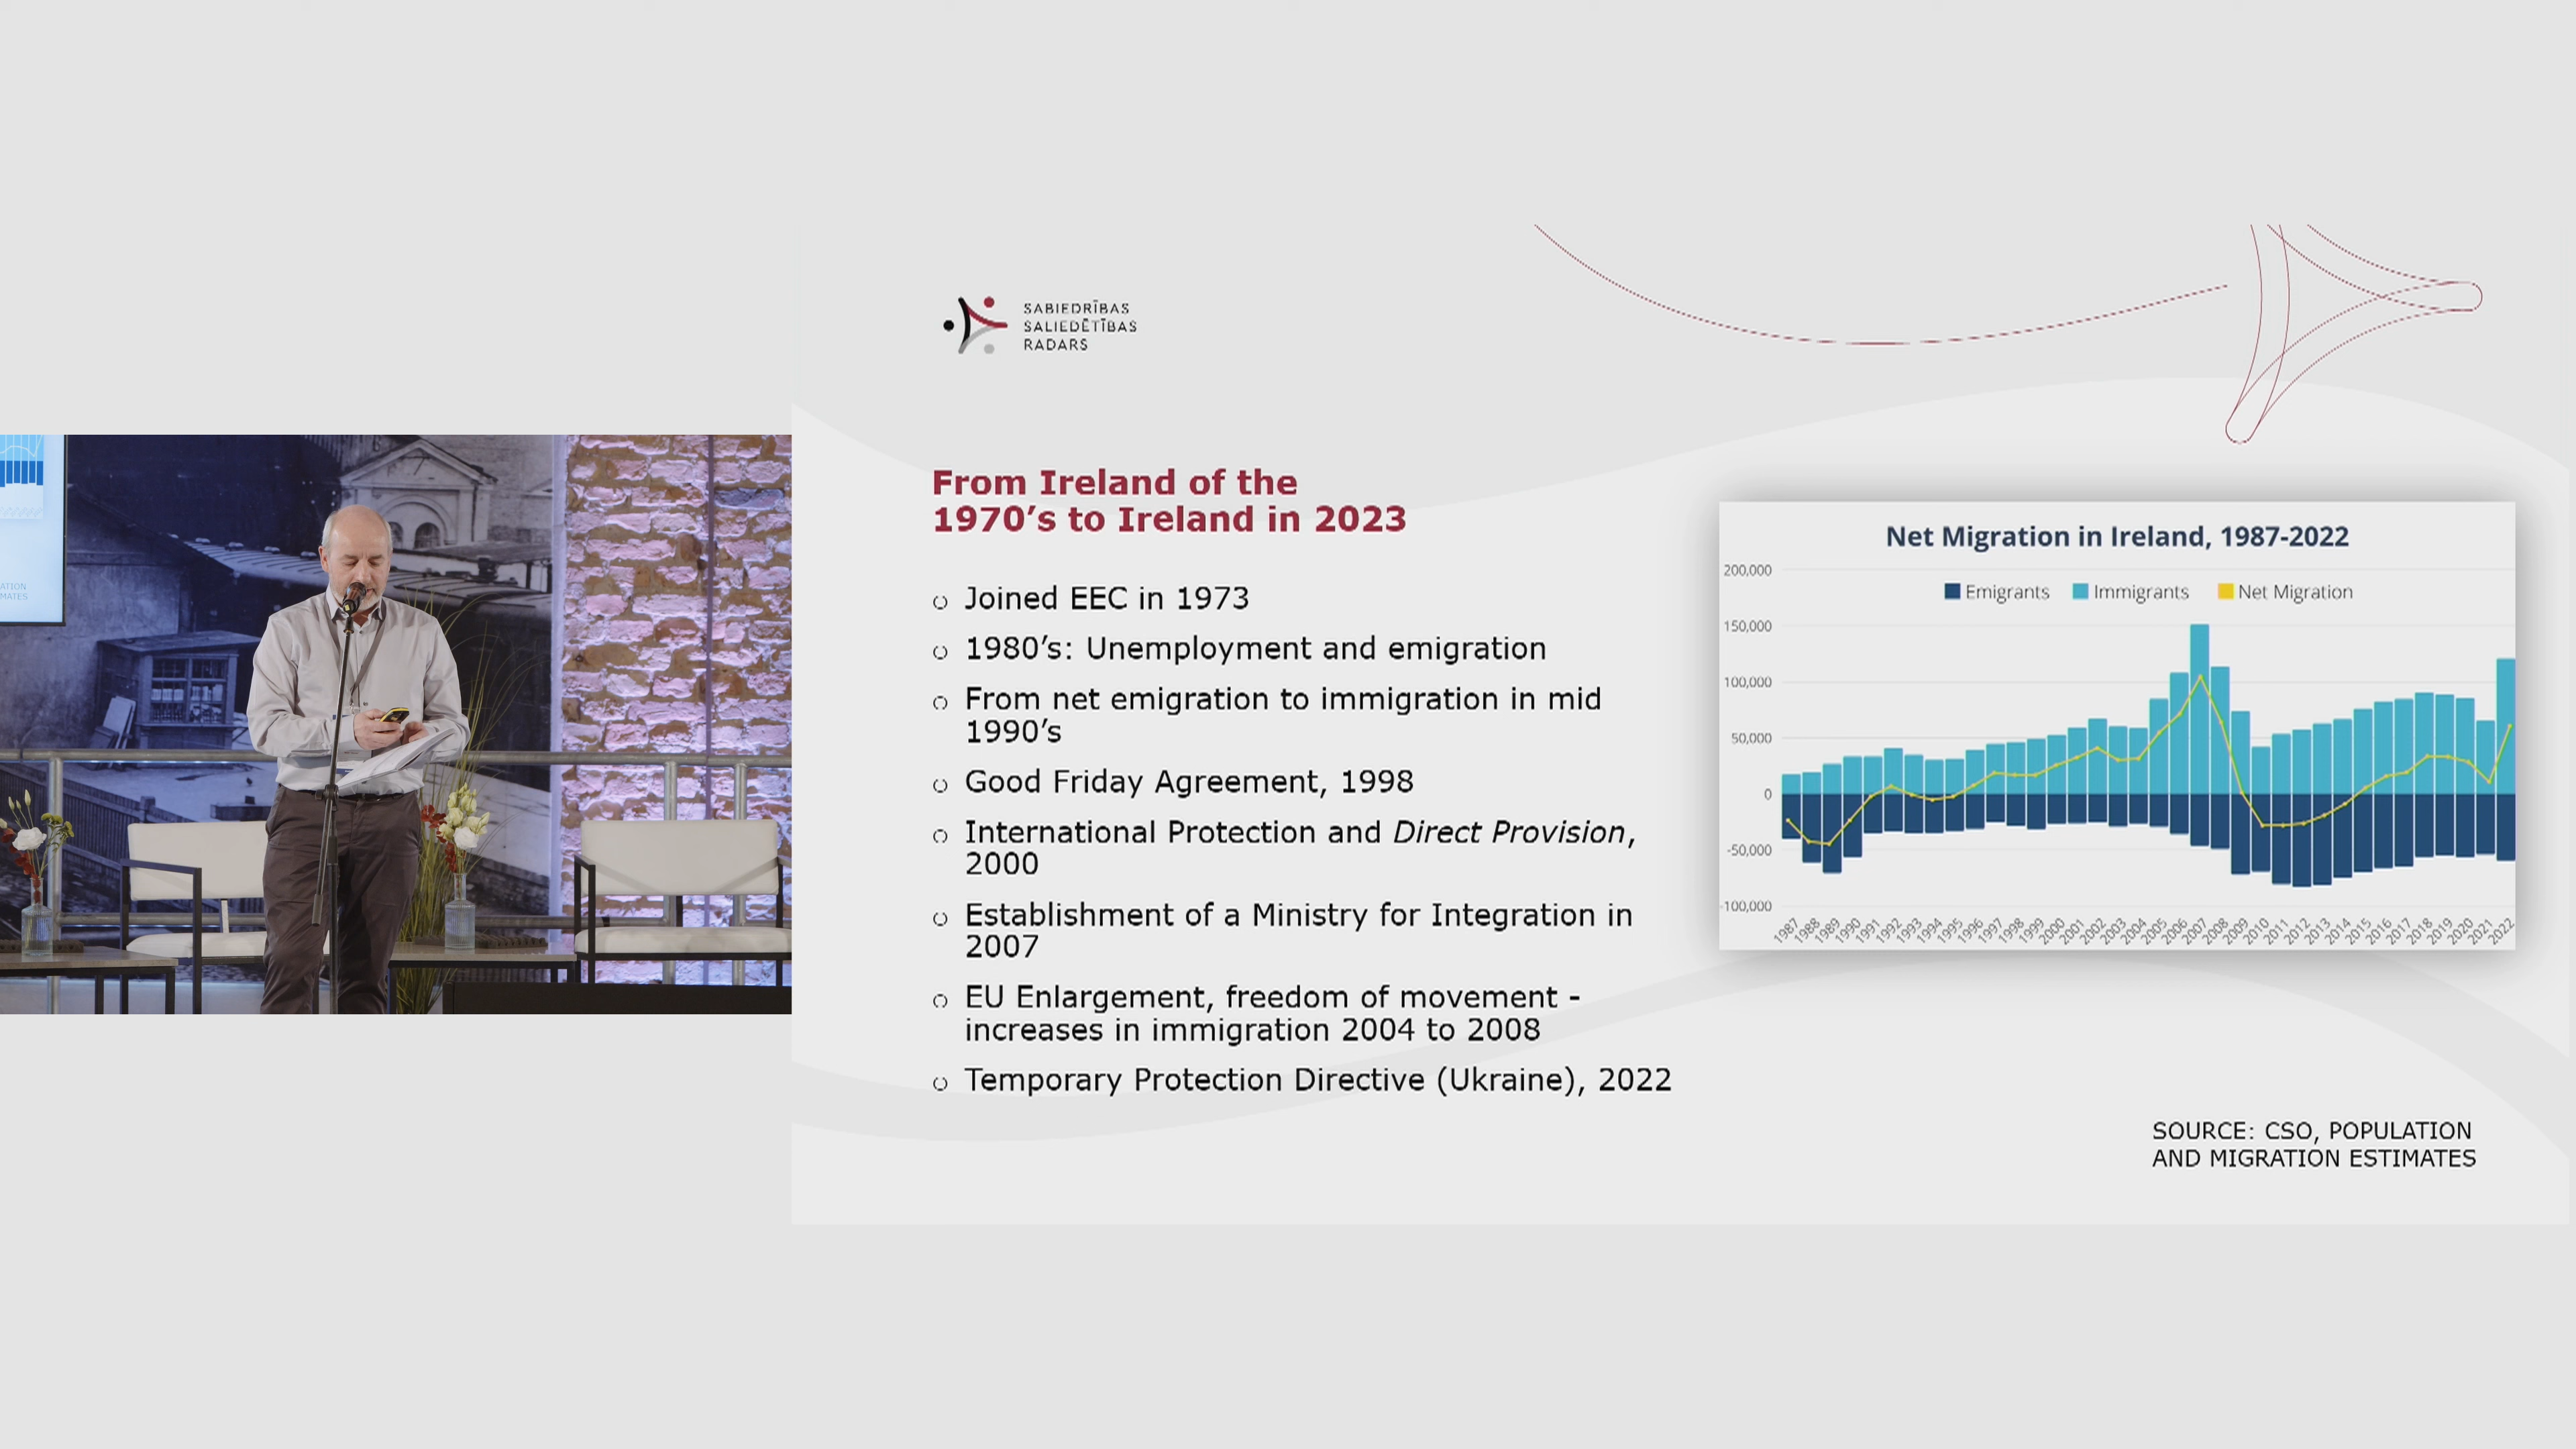 ATION
MATES
SABIEDRĪBAS
SALIEDĒTĪBAS
RADARS
From Ireland of the
1970’s to Ireland in 2023
Joined EEC in 1973
1980’s: Unemployment and emigration
From net emigration to immigration in mid
1990’s
Good Friday Agreement, 1998
International Protection and Direct Provision,
2000
Establishment of a Ministry for Integration in
2007
EU Enlargement, freedom of movement -
increases in immigration 2004 to 2008
Temporary Protection Directive (Ukraine), 2022
Net Migration in Ireland, 1987-2022
Emigrants Immigrants Net Migration
200,000
150,000
100,000
50,000
0
-50,000
-100,000
1987 1988 1989 1990 1991 1992 1993 1994 1995 1996 1997 1998 1999 2000 2001 2002 2003 2004 2005 2006 2007 2008 2009 2010 2011 2012 2013 2014 2015 2016 2017 2018 2019 2020 2021 2022
SOURCE: CSO, POPULATION
AND MIGRATION ESTIMATES